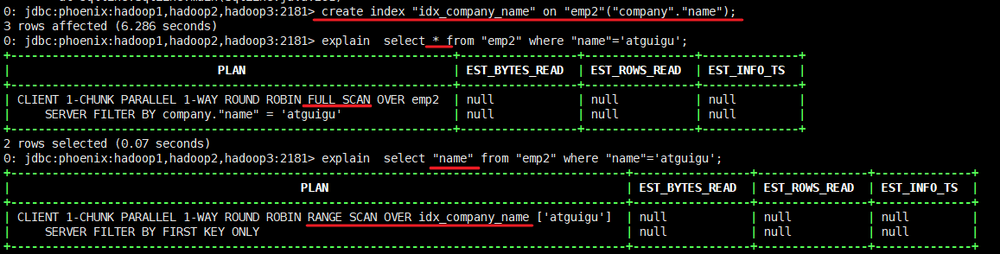 0: jdbc:phoenix:hadoop1,hadoop2,hadoop3:2181> create index "idx_company_name" on "emp2"("company"."name");
3 rows affected (6.286 seconds)
0: jdbc:phoenix:hadoop1,hadoop2,hadoop3:2181> explain  select * from "emp2" where "name"='atguigu';
| PLAN | EST_BYTES_READ | EST_ROWS_READ | EST_INFO_TS |
| CLIENT 1-CHUNK PARALLEL 1-WAY ROUND ROBIN FULL SCAN OVER emp2 | null | null | null |
| SERVER FILTER BY company."name" = 'atguigu' | null | null | null |
2 rows selected (0.07 seconds)
0: jdbc:phoenix:hadoop1,hadoop2,hadoop3:2181> explain  select "name" from "emp2" where "name"='atguigu';
| PLAN | EST_BYTES_READ | EST_ROWS_READ | EST_INFO_TS |
| CLIENT 1-CHUNK PARALLEL 1-WAY ROUND ROBIN RANGE SCAN OVER idx_company_name ['atguigu'] | null | null | null |
| SERVER FILTER BY FIRST KEY ONLY | null | null | null |